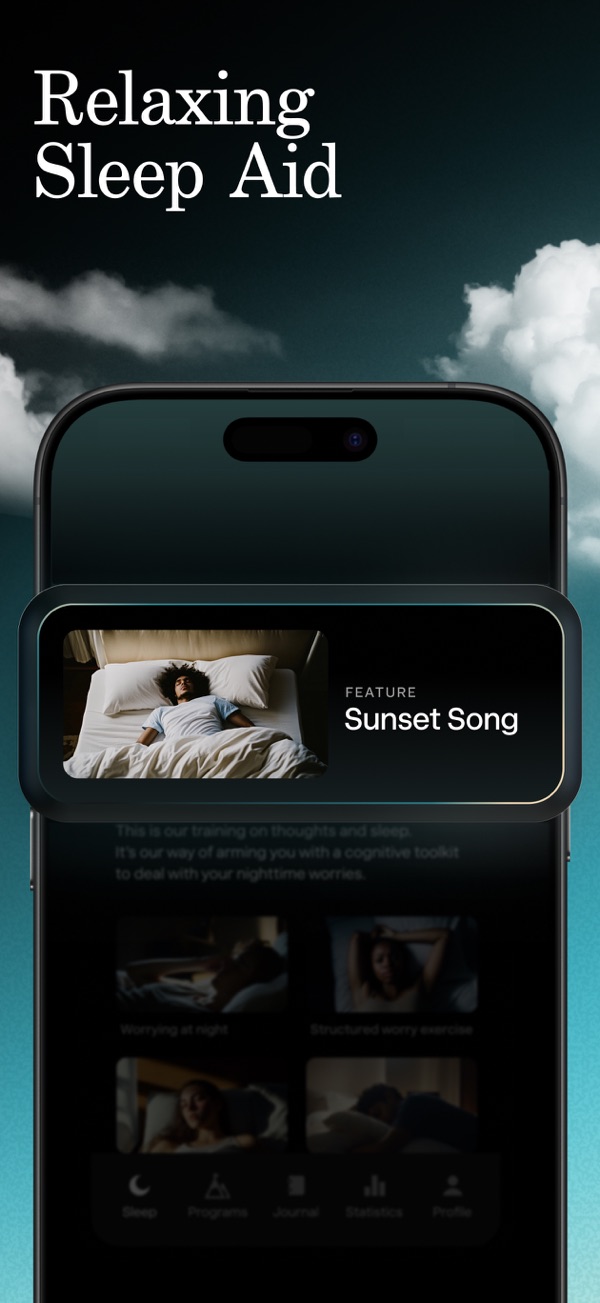 Relaxing
Sleep Aid
FEATURE
Sunset Song
This is our training on thoughts and sleep.
It's our way of arming you with a cognitive toolkit
to deal with your nighttime worries.
Worrying at night
Structured worry exercise
Sleep
Programs
Journal
Statistics
Profile